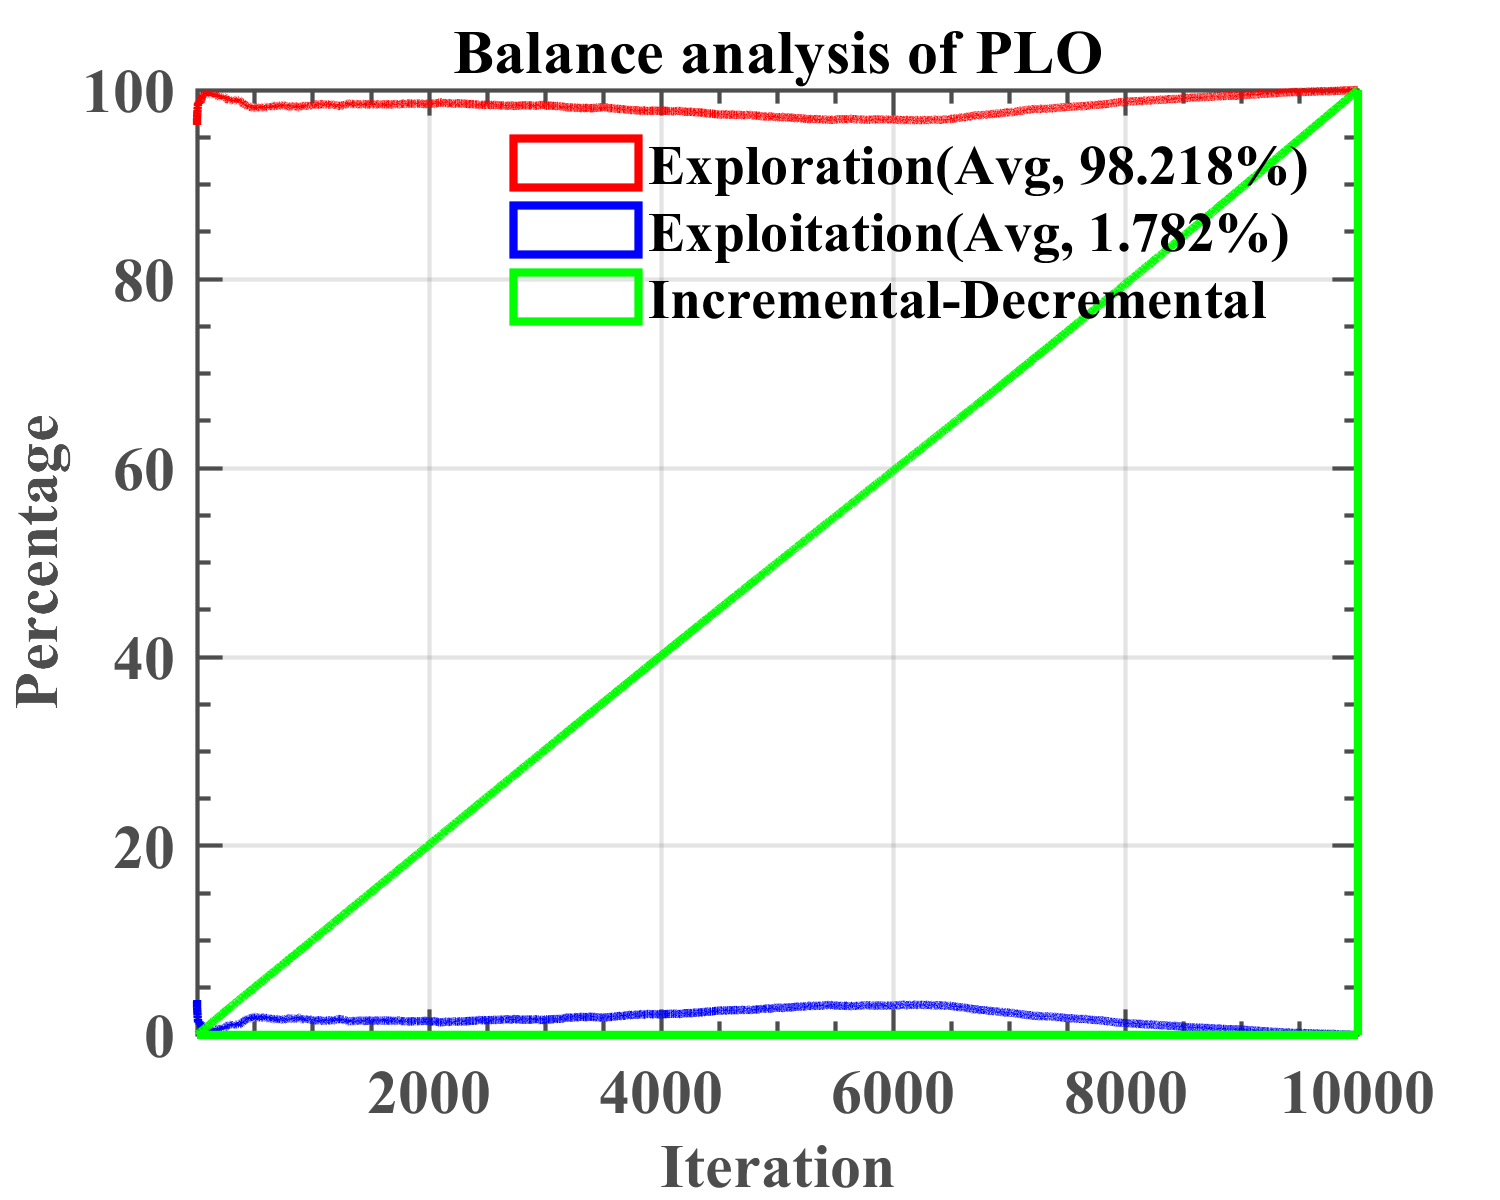 Balance analysis of PLO
100
Exploration(Avg, 98.218%)
Exploitation(Avg, 1.782%)
80
Incremental-Decremental
60
Percentage
40
20
0
2000 4000 6000 8000 10000
Iteration